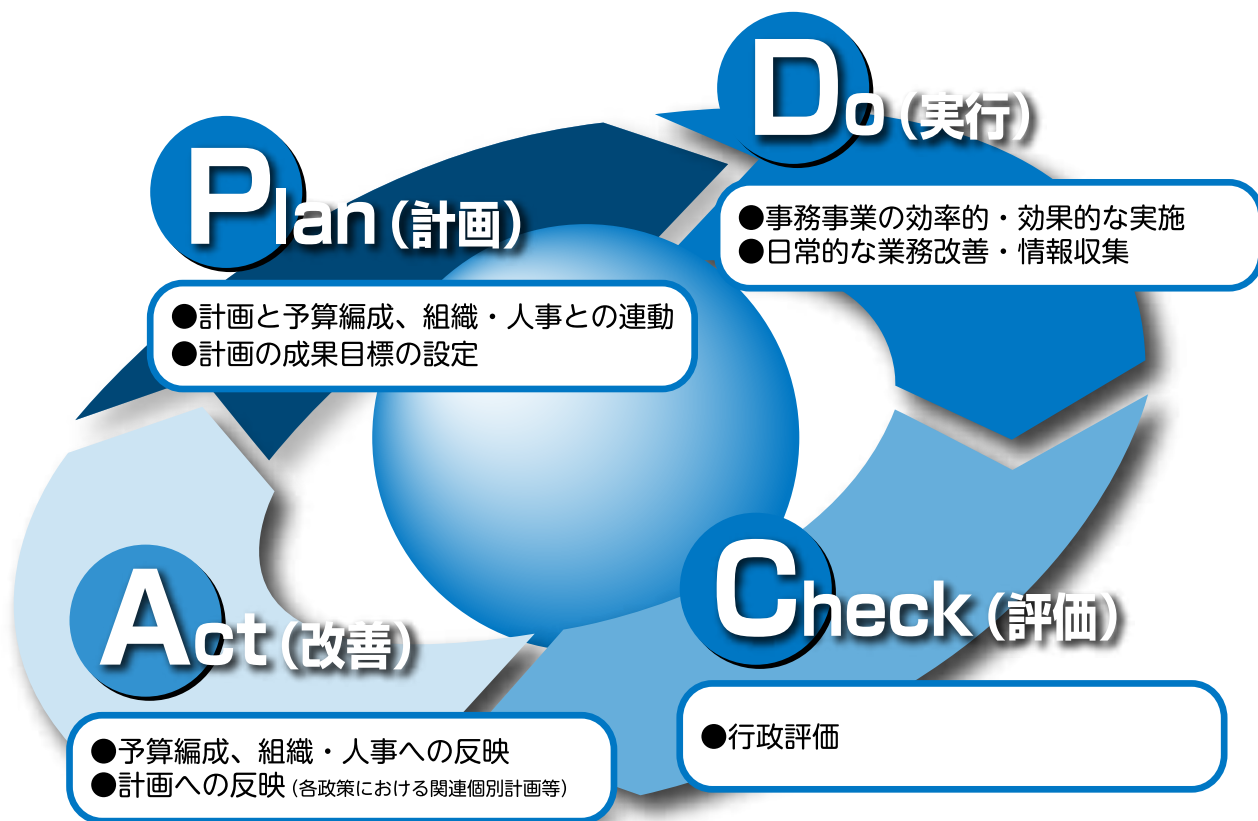 Plan(計画)
●計画と予算編成、組織・人事との連動
●計画の成果目標の設定
Do(実行)
●事務事業の効率的・効果的な実施
●日常的な業務改善・情報収集
Check(評価)
●行政評価
Act(改善)
●予算編成、組織・人事への反映
●計画への反映(各政策における関連個別計画等)